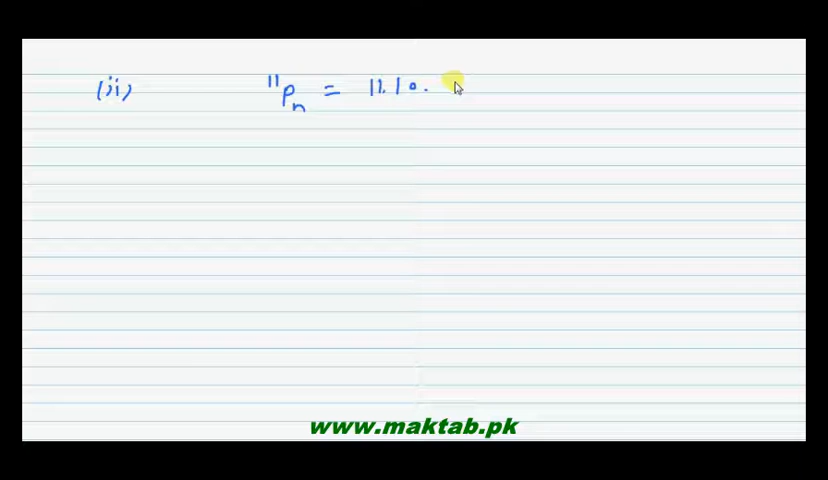 (ii) ¹¹Pₙ = 11.10.
www.maktab.pk